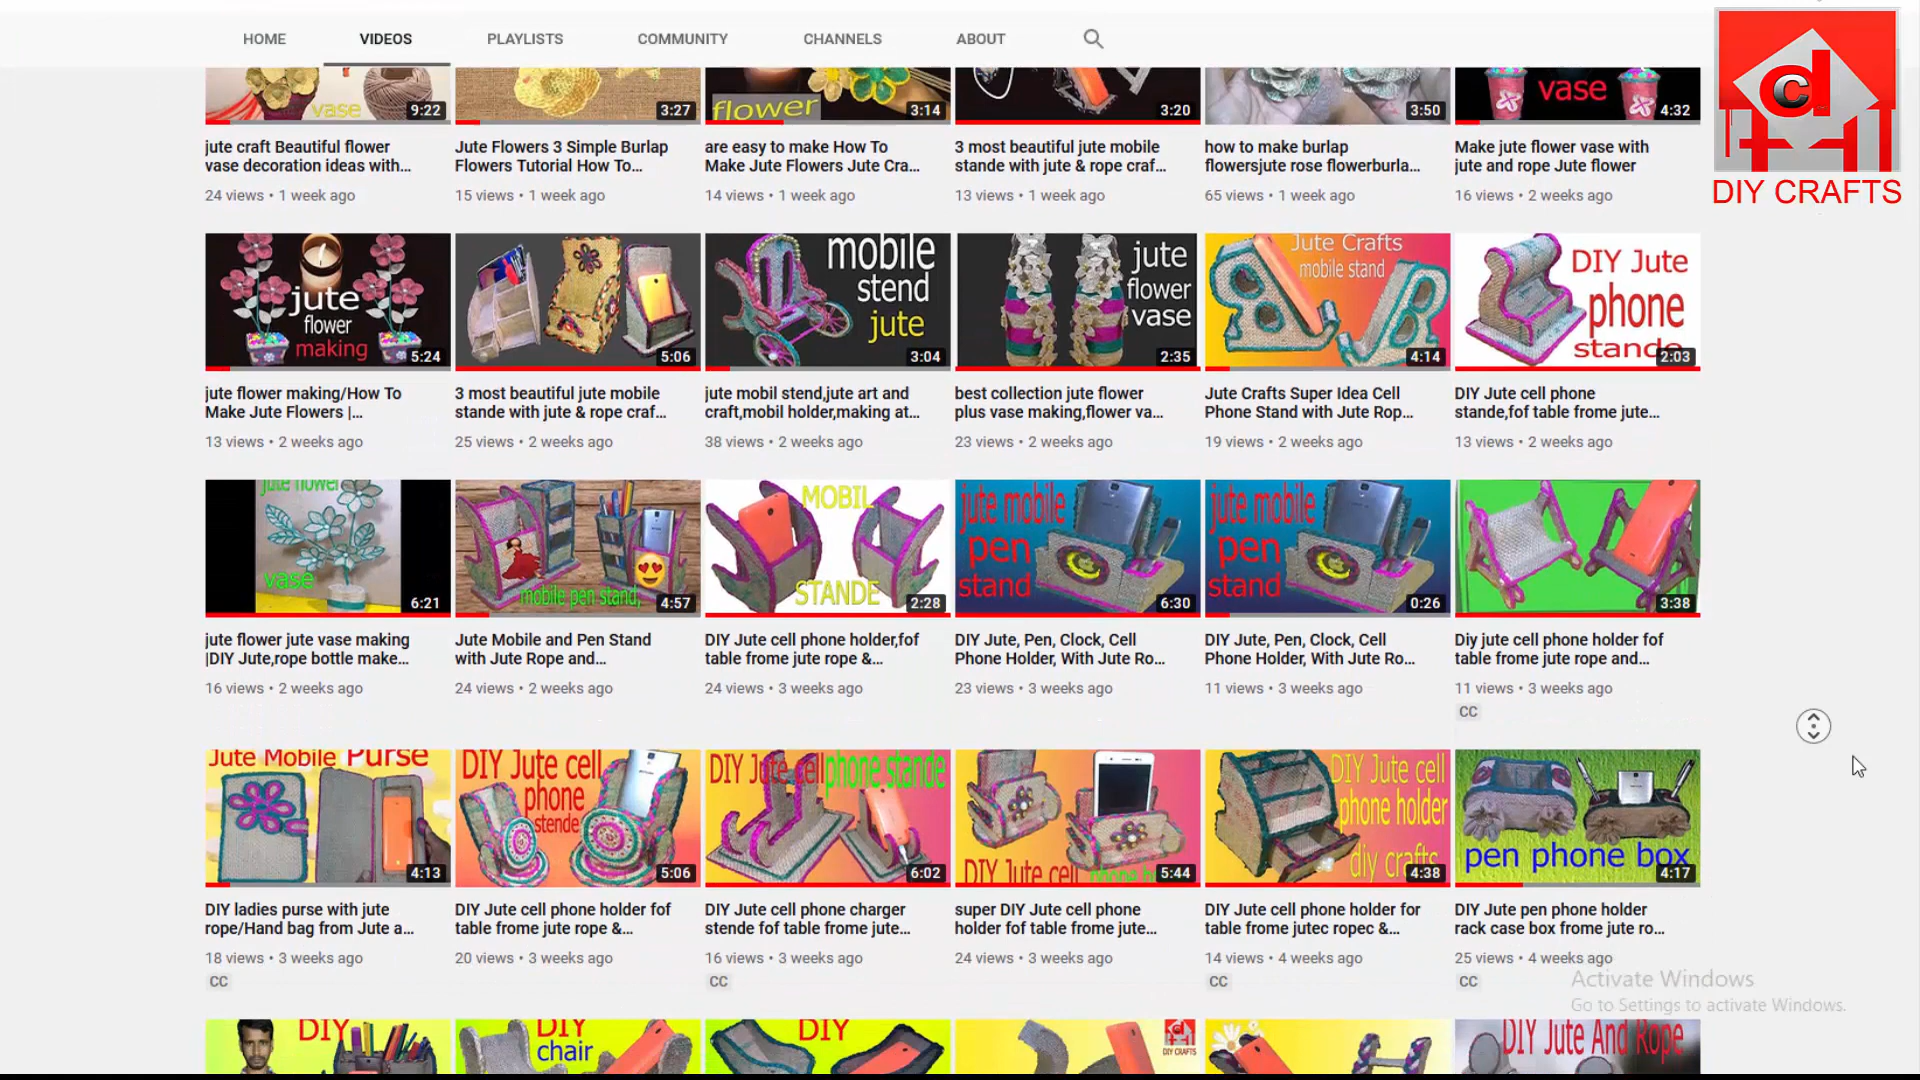 HOME VIDEOS PLAYLISTS COMMUNITY CHANNELS ABOUT
DIY CRAFTS
vase 9:22
3:27
flower 3:14
3:20
3:50
vase 4:32
jute craft Beautiful flower
vase decoration ideas with...
24 views • 1 week ago
Jute Flowers 3 Simple Burlap
Flowers Tutorial How To...
15 views • 1 week ago
are easy to make How To
Make Jute Flowers Jute Cra...
14 views • 1 week ago
3 most beautiful jute mobile
stande with jute & rope craf...
13 views • 1 week ago
how to make burlap
flowersjute rose flowerburla...
65 views • 1 week ago
Make jute flower vase with
jute and rope Jute flower
16 views • 2 weeks ago
jute
flower
making
5:24
5:06
mobile
stend
jute
3:04
jute
flower
vase
2:35
Jute Crafts
mobile stand
4:14
DIY Jute
phone
stande
2:03
jute flower making/How To
Make Jute Flowers |...
13 views • 2 weeks ago
3 most beautiful jute mobile
stande with jute & rope craf...
25 views • 2 weeks ago
jute mobil stend,jute art and
craft,mobil holder,making at...
38 views • 2 weeks ago
best collection jute flower
plus vase making,flower va...
23 views • 2 weeks ago
Jute Crafts Super Idea Cell
Phone Stand with Jute Rop...
19 views • 2 weeks ago
DIY Jute cell phone
stande,fof table frome jute...
13 views • 2 weeks ago
jute flower
vase
6:21
mobile pen stand,
4:57
MOBIL
STANDE
2:28
jute mobile
pen
stand
6:30
jute mobile
pen
stand
0:26
3:38
jute flower jute vase making
|DIY Jute,rope bottle make...
16 views • 2 weeks ago
Jute Mobile and Pen Stand
with Jute Rope and...
24 views • 2 weeks ago
DIY Jute cell phone holder,fof
table frome jute rope &...
24 views • 3 weeks ago
DIY Jute, Pen, Clock, Cell
Phone Holder, With Jute Ro...
23 views • 3 weeks ago
DIY Jute, Pen, Clock, Cell
Phone Holder, With Jute Ro...
11 views • 3 weeks ago
Diy jute cell phone holder fof
table frome jute rope and...
11 views • 3 weeks ago
CC
Jute Mobile Purse
4:13
DIY Jute cell
phone
stende
5:06
DIY Jute cell phone stande
6:02
DIY Jute cell
5:44
DIY Jute cell
phone holder
diy crafts
4:38
pen phone box
4:17
DIY ladies purse with jute
rope/Hand bag from Jute a...
18 views • 3 weeks ago
CC
DIY Jute cell phone holder fof
table frome jute rope &...
20 views • 3 weeks ago
DIY Jute cell phone charger
stende fof table frome jute...
16 views • 3 weeks ago
CC
super DIY Jute cell phone
holder fof table frome jute...
24 views • 3 weeks ago
DIY Jute cell phone holder for
table frome jutec ropec &...
14 views • 4 weeks ago
CC
DIY Jute pen phone holder
rack case box frome jute ro...
25 views • 4 weeks ago
CC
Activate Windows
Go to Settings to activate Windows.
DIY
DIY
chair
DIY
DIY CRAFTS
DIY Jute And Rope